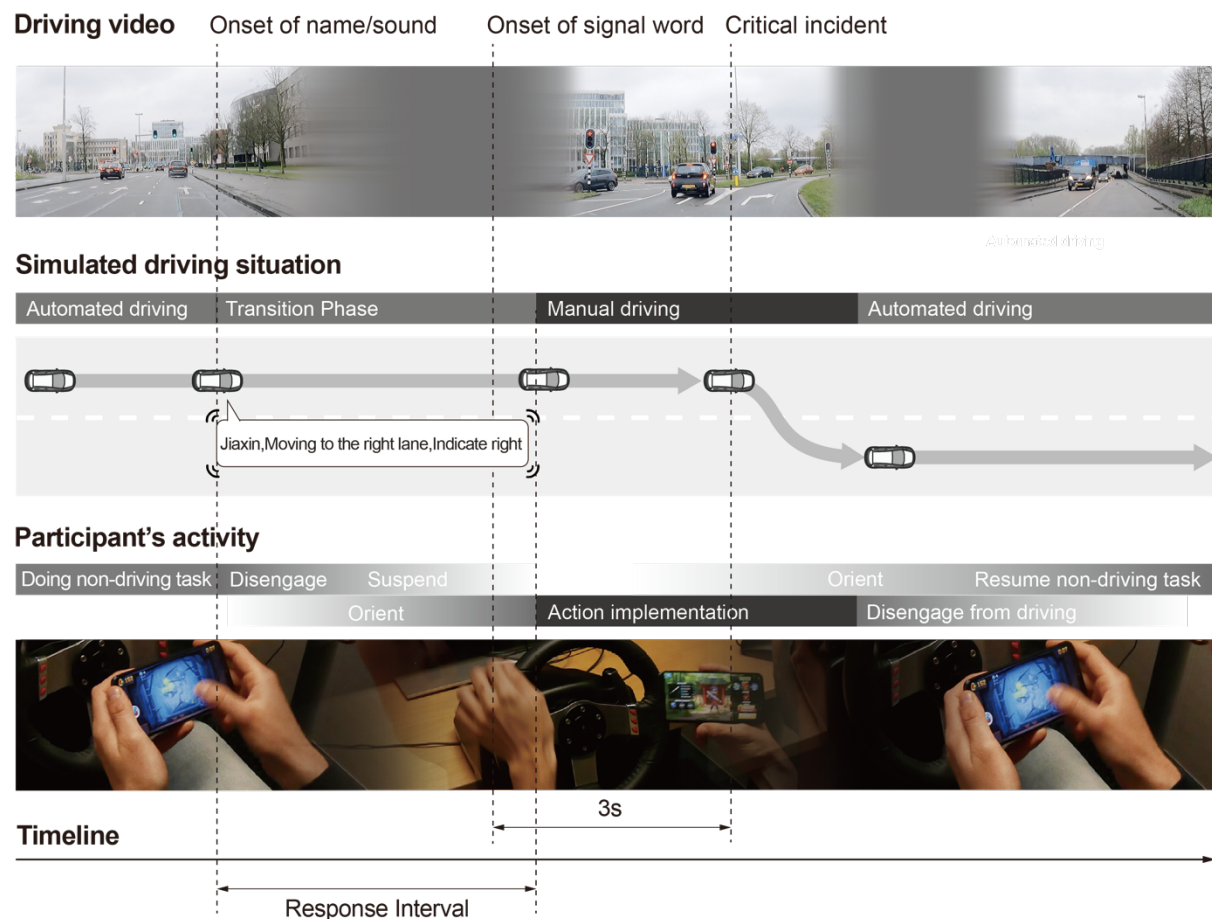 Driving video
Onset of name/sound
Onset of signal word
Critical incident
Automated driving
Simulated driving situation
Automated driving
Transition Phase
Manual driving
Automated driving
Jiaxin,Moving to the right lane,Indicate right
Participant's activity
Doing non-driving task
Disengage
Suspend
Orient
Resume non-driving task
Orient
Action implementation
Disengage from driving
3s
Timeline
Response Interval